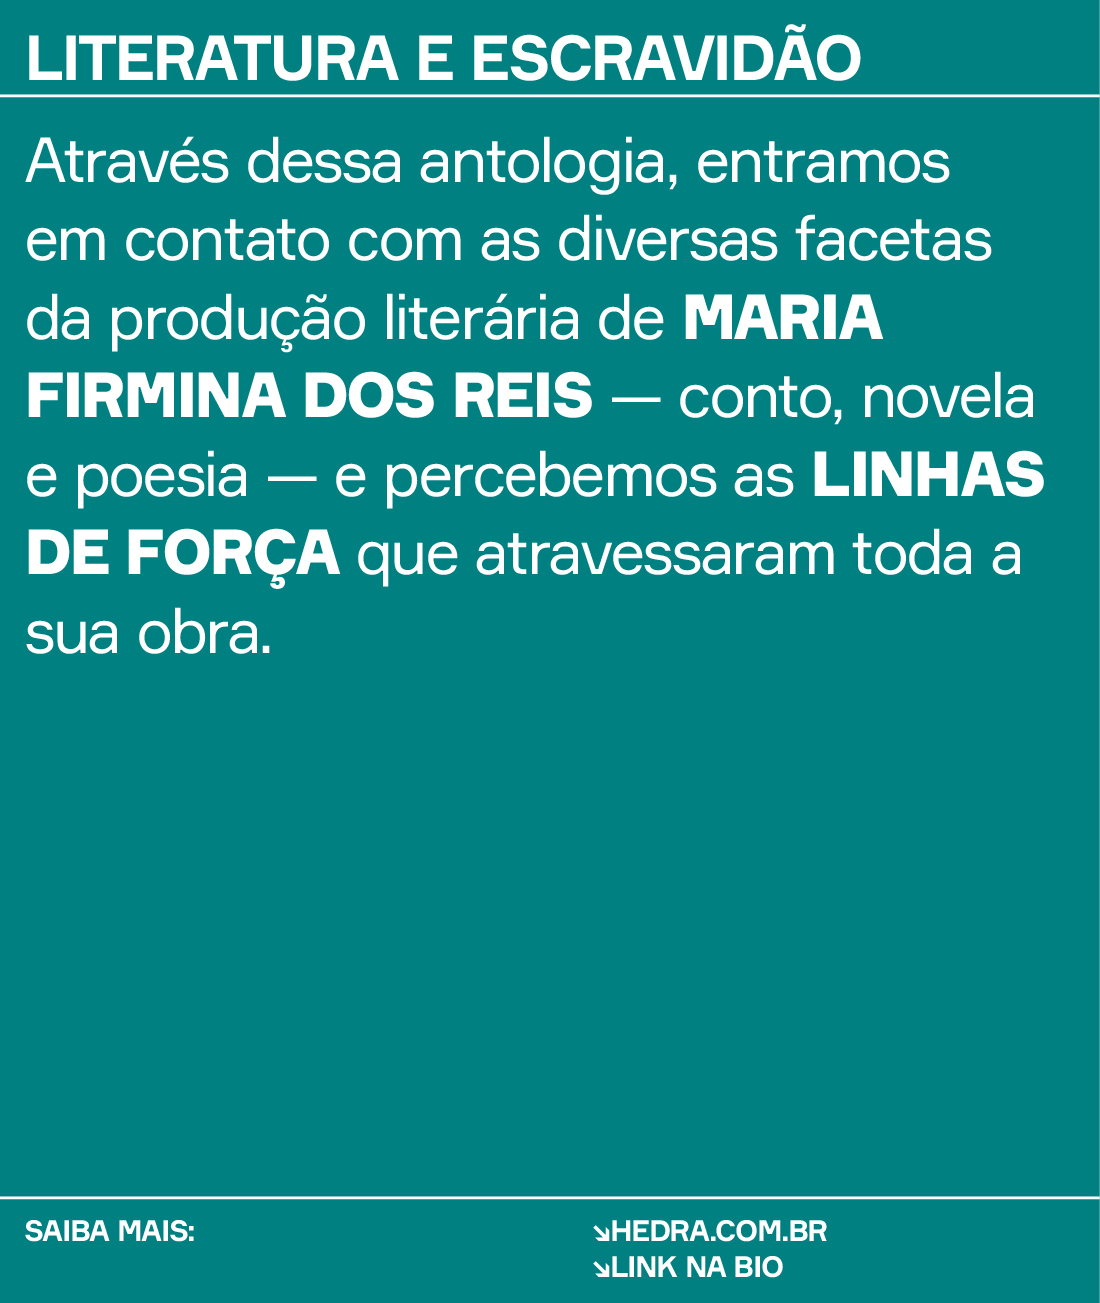 LITERATURA E ESCRAVIDÃO
Através dessa antologia, entramos
em contato com as diversas facetas
da produção literária de MARIA
FIRMINA DOS REIS — conto, novela
e poesia — e percebemos as LINHAS
DE FORÇA que atravessaram toda a
sua obra.
SAIBA MAIS:
↘HEDRA.COM.BR
↘LINK NA BIO